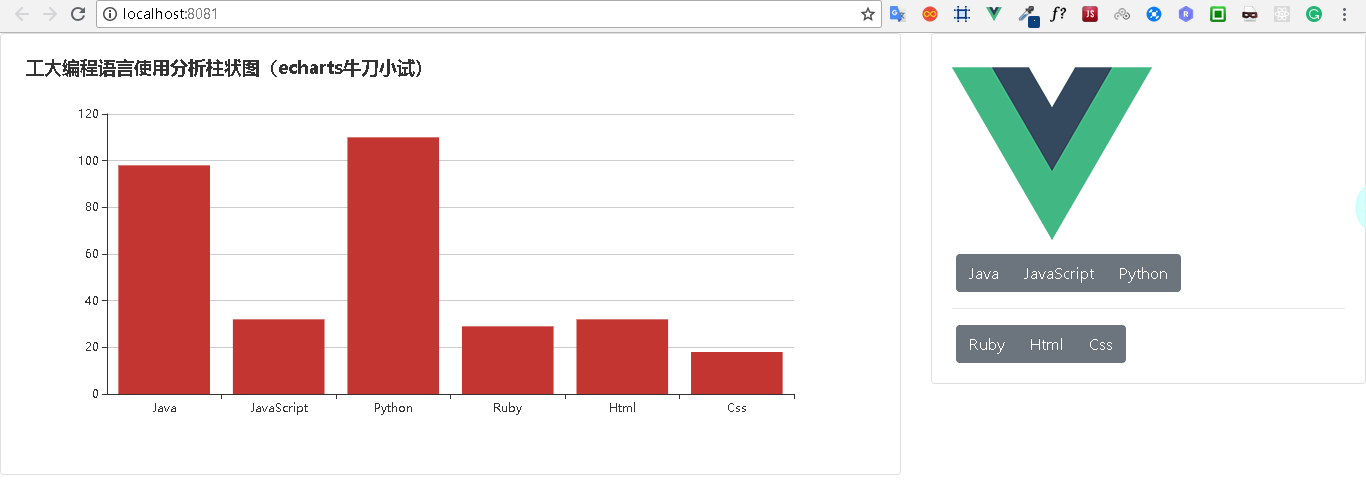 localhost:8081
f?
JS
R
工大编程语言使用分析柱状图（echarts牛刀小试）
120
100
80
60
40
20
0
Java JavaScript Python Ruby Html Css
Java JavaScript Python
Ruby Html Css